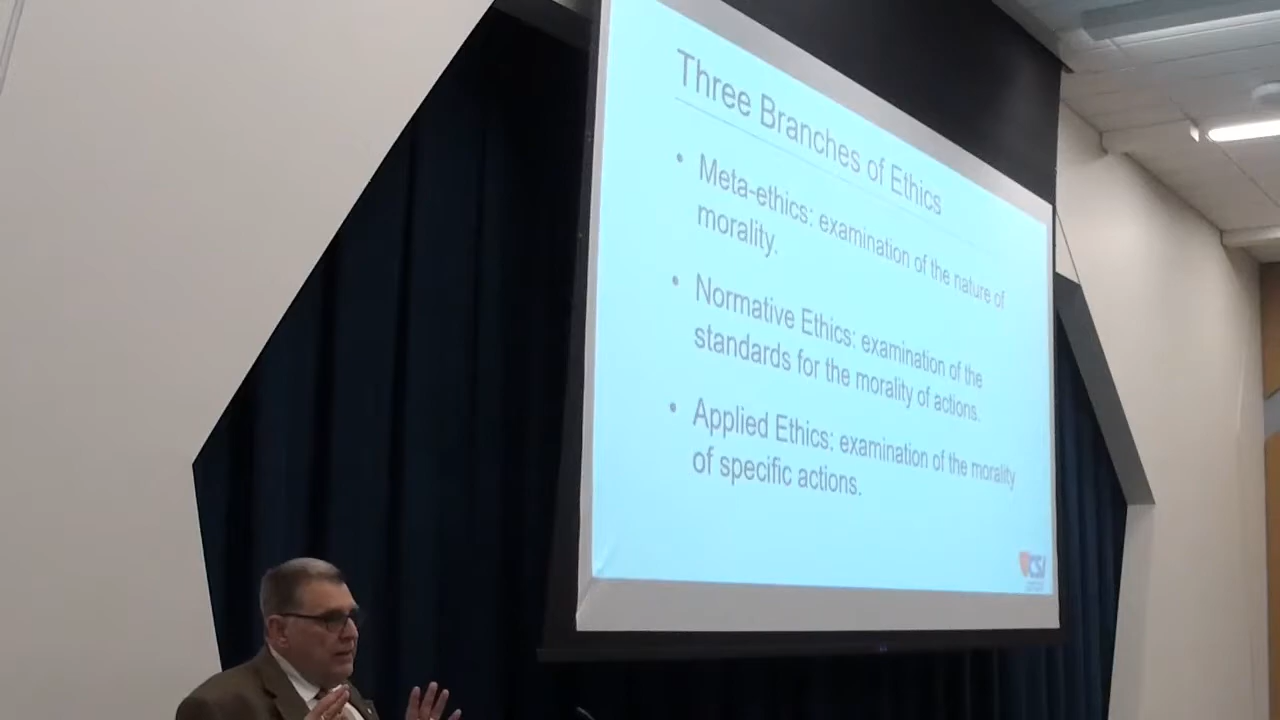 Three Branches of Ethics
• Meta-ethics: examination of the nature of
morality.
• Normative Ethics: examination of the
standards for the morality of actions.
• Applied Ethics: examination of the morality
of specific actions.
CSI